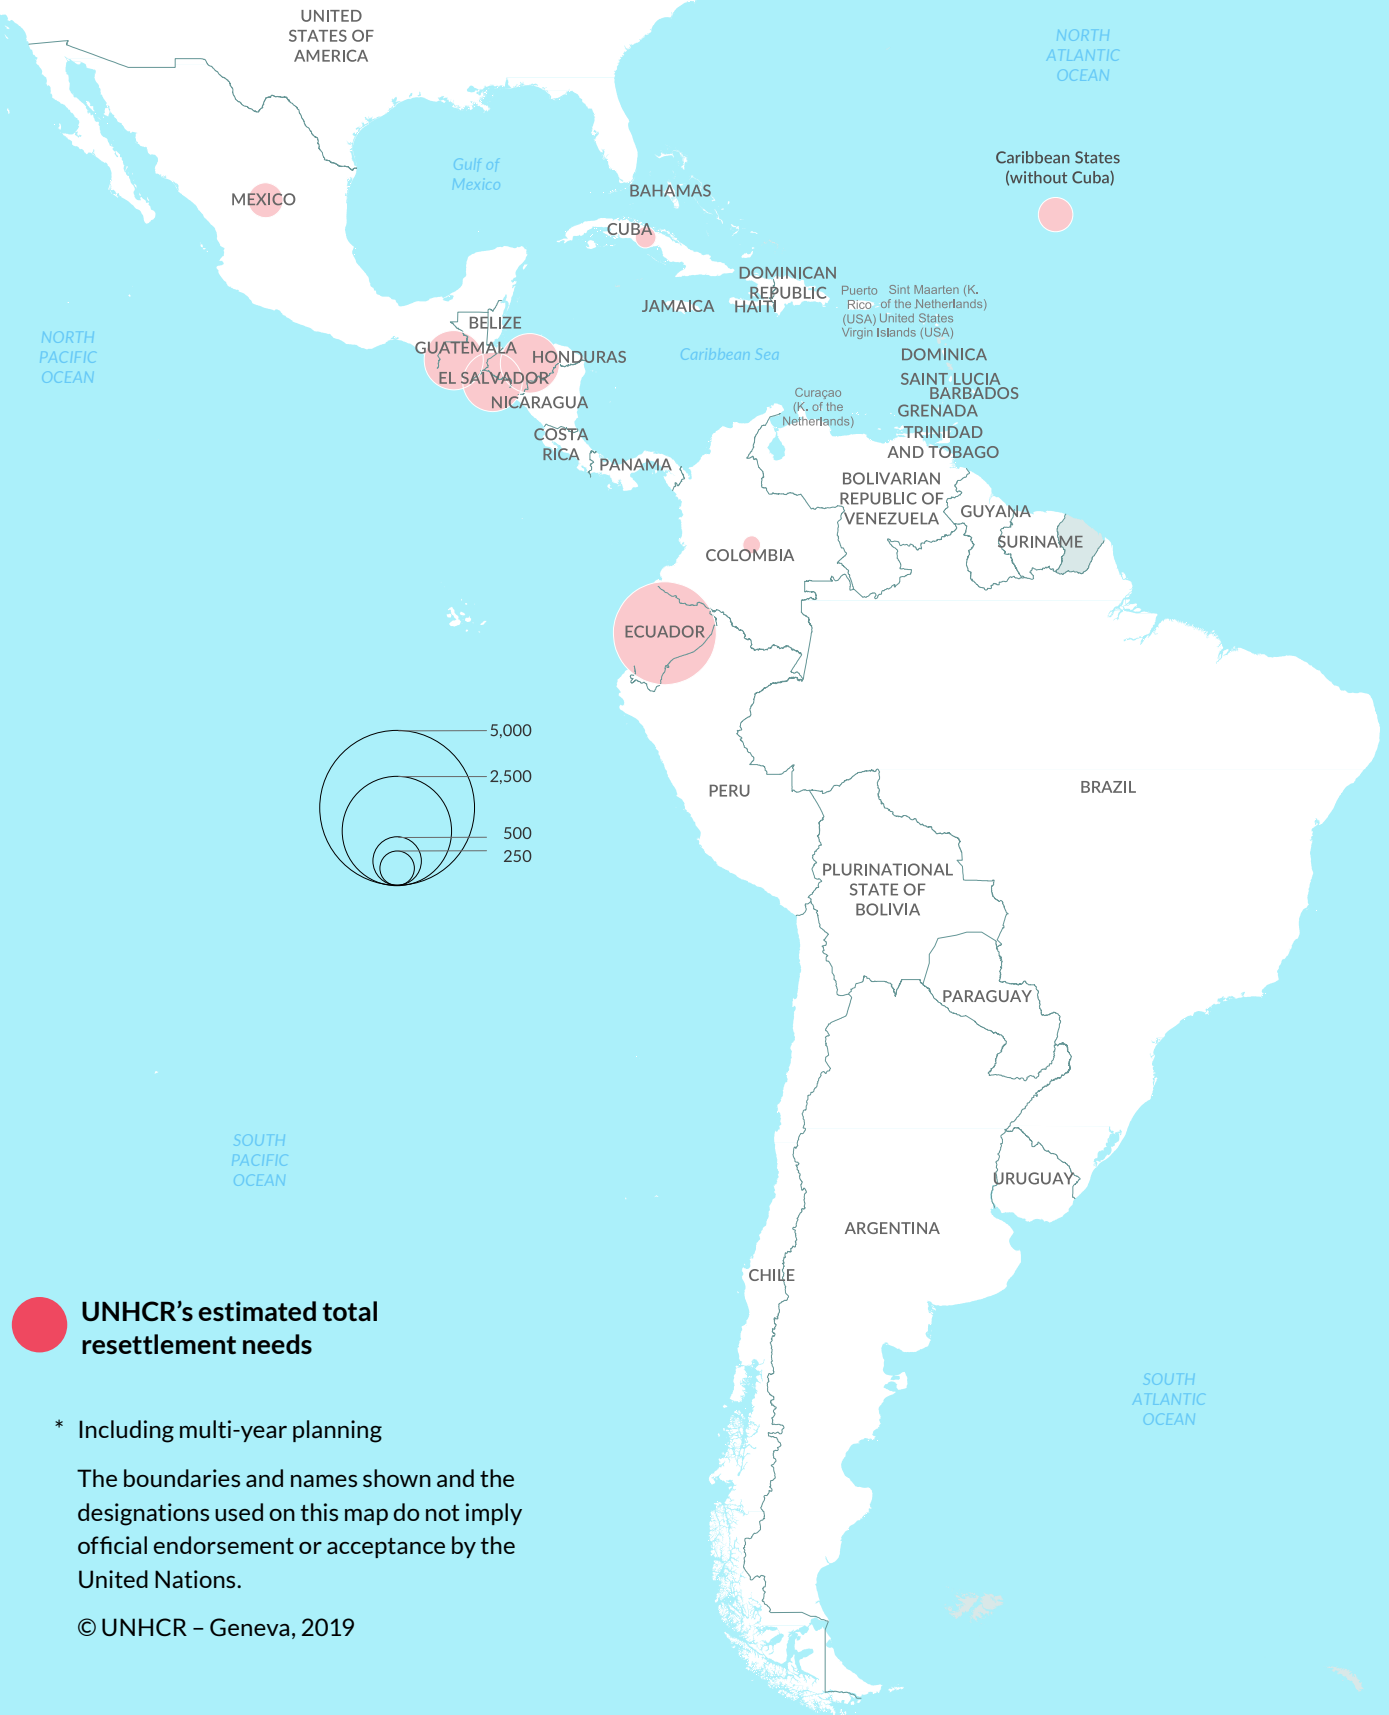 UNITED
STATES OF
AMERICA
NORTH
ATLANTIC
OCEAN
Caribbean States
(without Cuba)
Gulf of
Mexico
MEXICO
BAHAMAS
CUBA
DOMINICAN
REPUBLIC
JAMAICA
HAITI
Puerto
Rico
(USA)
Sint Maarten (K.
of the Netherlands)
United States
Virgin Islands (USA)
BELIZE
NORTH
PACIFIC
OCEAN
GUATEMALA
HONDURAS
Caribbean Sea
DOMINICA
EL SALVADOR
SAINT LUCIA
BARBADOS
NICARAGUA
Curaçao
(K. of the
Netherlands)
GRENADA
TRINIDAD
AND TOBAGO
COSTA
RICA
PANAMA
BOLIVARIAN
REPUBLIC OF
VENEZUELA
GUYANA
SURINAME
COLOMBIA
ECUADOR
5,000
2,500
500
250
PERU
BRAZIL
PLURINATIONAL
STATE OF
BOLIVIA
PARAGUAY
SOUTH
PACIFIC
OCEAN
URUGUAY
ARGENTINA
CHILE
UNHCR’s estimated total
resettlement needs
SOUTH
ATLANTIC
OCEAN
* Including multi-year planning
The boundaries and names shown and the
designations used on this map do not imply
official endorsement or acceptance by the
United Nations.
© UNHCR – Geneva, 2019